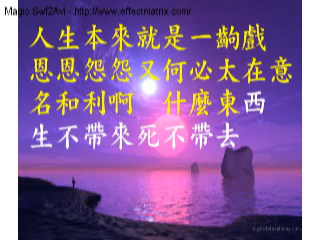 Magic Swf2Avi - http://www.effectmatrix.com/
人生本來就是一齣戲
恩恩怨怨又何必太在意
名和利啊　什麼東西
生不帶來死不帶去